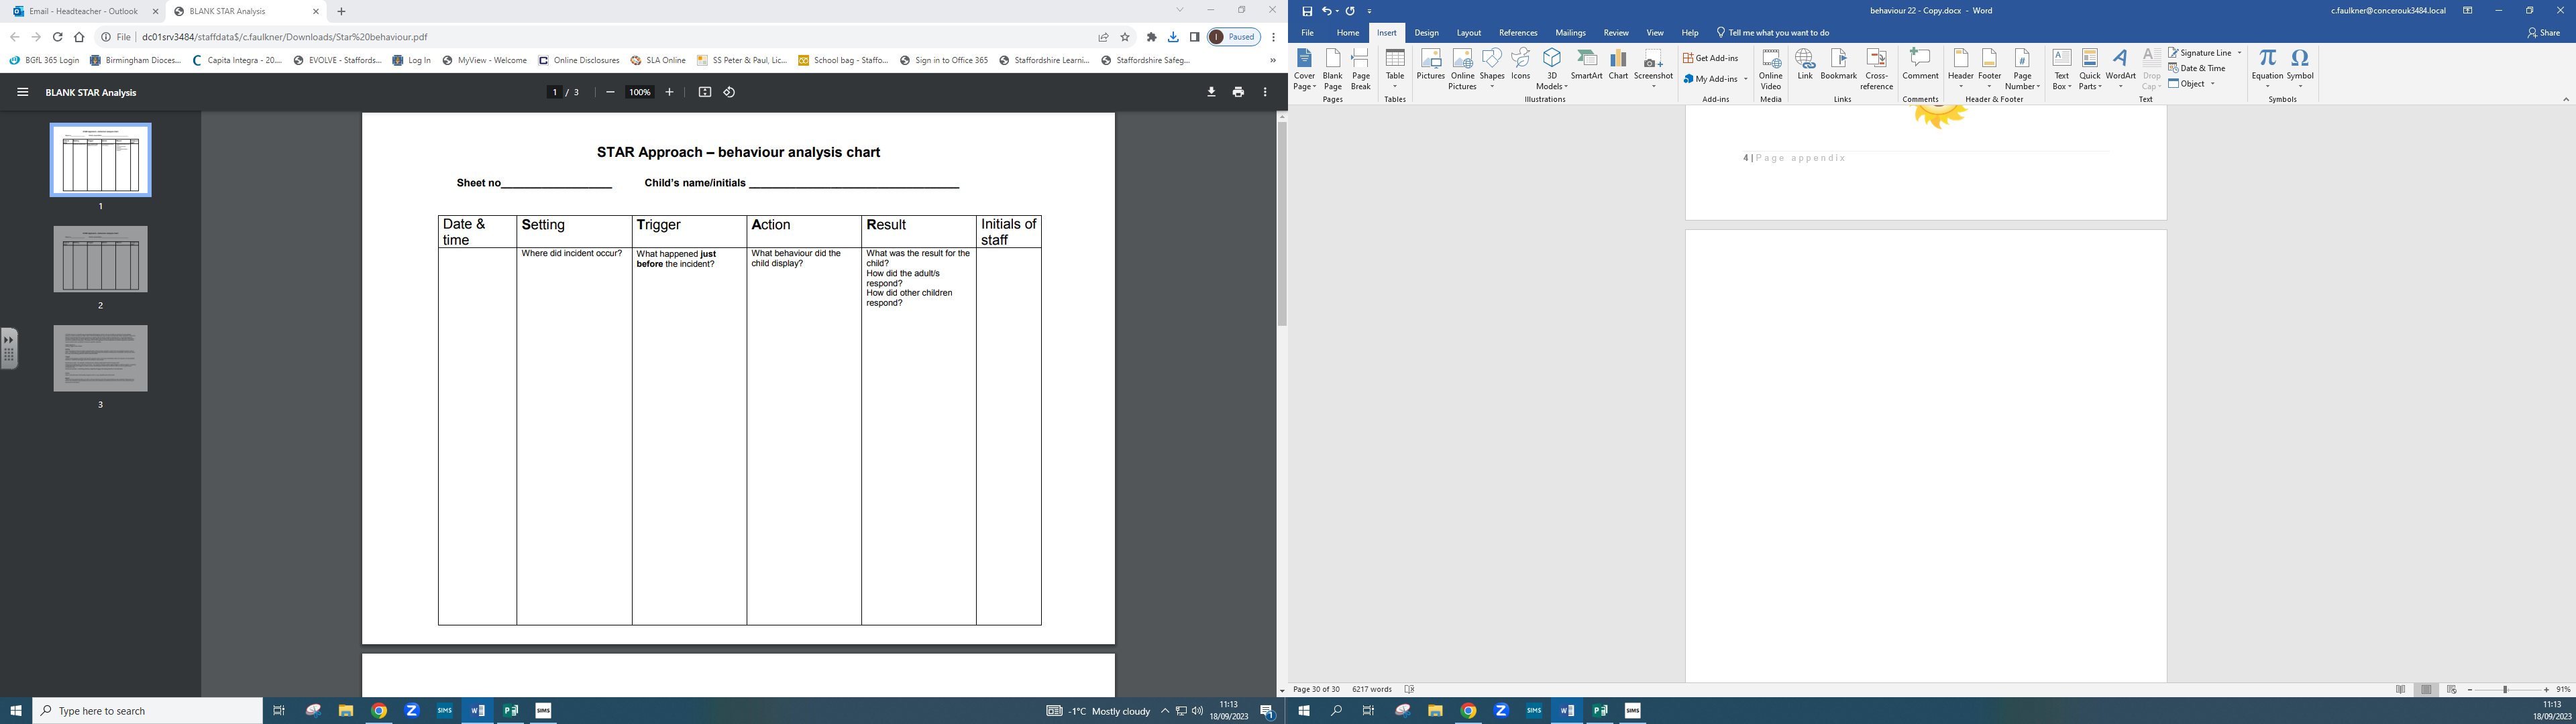 Email - Headteacher - Outlook
BLANK STAR Analysis
File | dc01srv3484/staffdata$/c.faulkner/Downloads/Star%20behaviour.pdf
Paused
BGfL 365 Login
Birmingham Dioces...
Capita Integra - 20....
EVOLVE - Staffords...
Log In
MyView - Welcome
Online Disclosures
SLA Online
SS Peter & Paul, Lic...
School bag - Staffo...
Sign in to Office 365
Staffordshire Learni...
Staffordshire Safeg...
BLANK STAR Analysis
1 / 3
100%
1
2
3
STAR Approach – behaviour analysis chart
Sheet no____________________ Child's name/initials ______________________________________
Date & time
Setting
Trigger
Action
Result
Initials of staff
Where did incident occur?
What happened just
before the incident?
What behaviour did the
child display?
What was the result for the
child?
How did the adult/s
respond?
How did other children
respond?
Type here to search
-1°C Mostly cloudy
11:13
18/09/2023
behaviour 22 - Copy.docx - Word
c.faulkner@concerouk3484.local
File Home Insert Design Layout References Mailings Review View Help Tell me what you want to do
Share
Cover Page
Blank Page
Page Break
Pages
Table
Tables
Pictures
Online Pictures
Shapes
Icons
3D Models
SmartArt
Chart
Screenshot
Illustrations
Get Add-ins
My Add-ins
Add-ins
Online Video
Media
Link
Bookmark
Cross-reference
Links
Comment
Comments
Header
Footer
Page Number
Header & Footer
Text Box
Quick Parts
WordArt
Drop Cap
Signature Line
Date & Time
Object
Text
Equation
Symbol
Symbols
4 | Page appendix
Page 30 of 30 6217 words
91%
11:13
18/09/2023